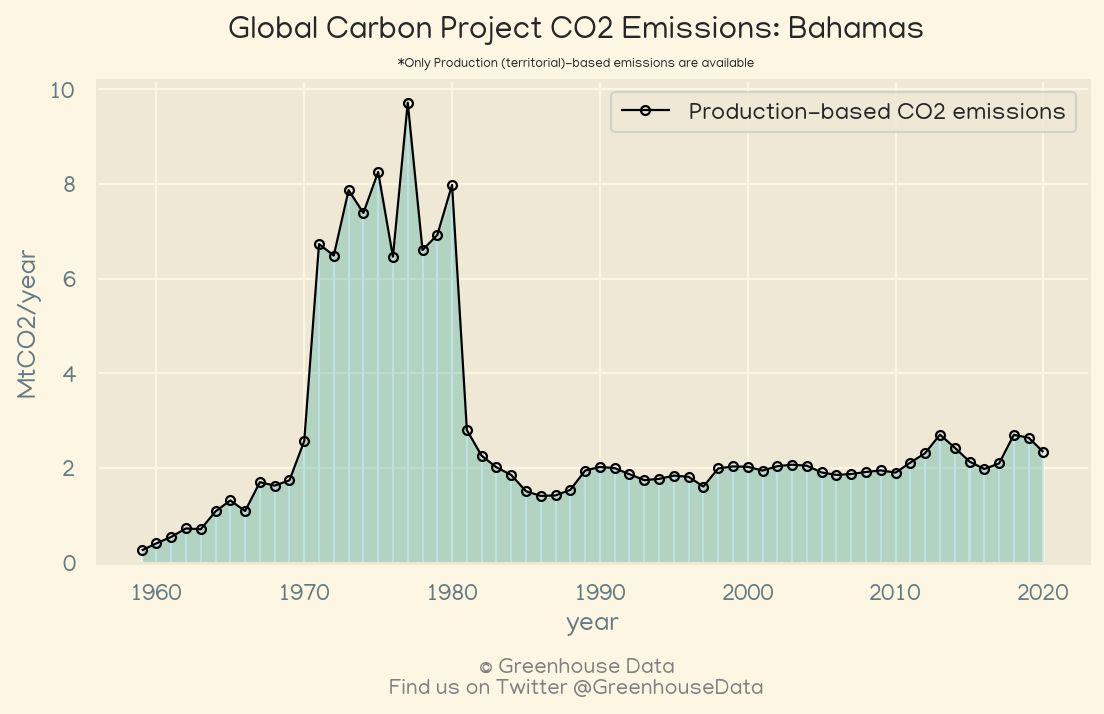 Global Carbon Project CO2 Emissions: Bahamas
*Only Production (territorial)-based emissions are available
Production-based CO2 emissions
MtCO2/year
10
8
6
4
2
0
1960 1970 1980 1990 2000 2010 2020
year
© Greenhouse Data
Find us on Twitter @GreenhouseData